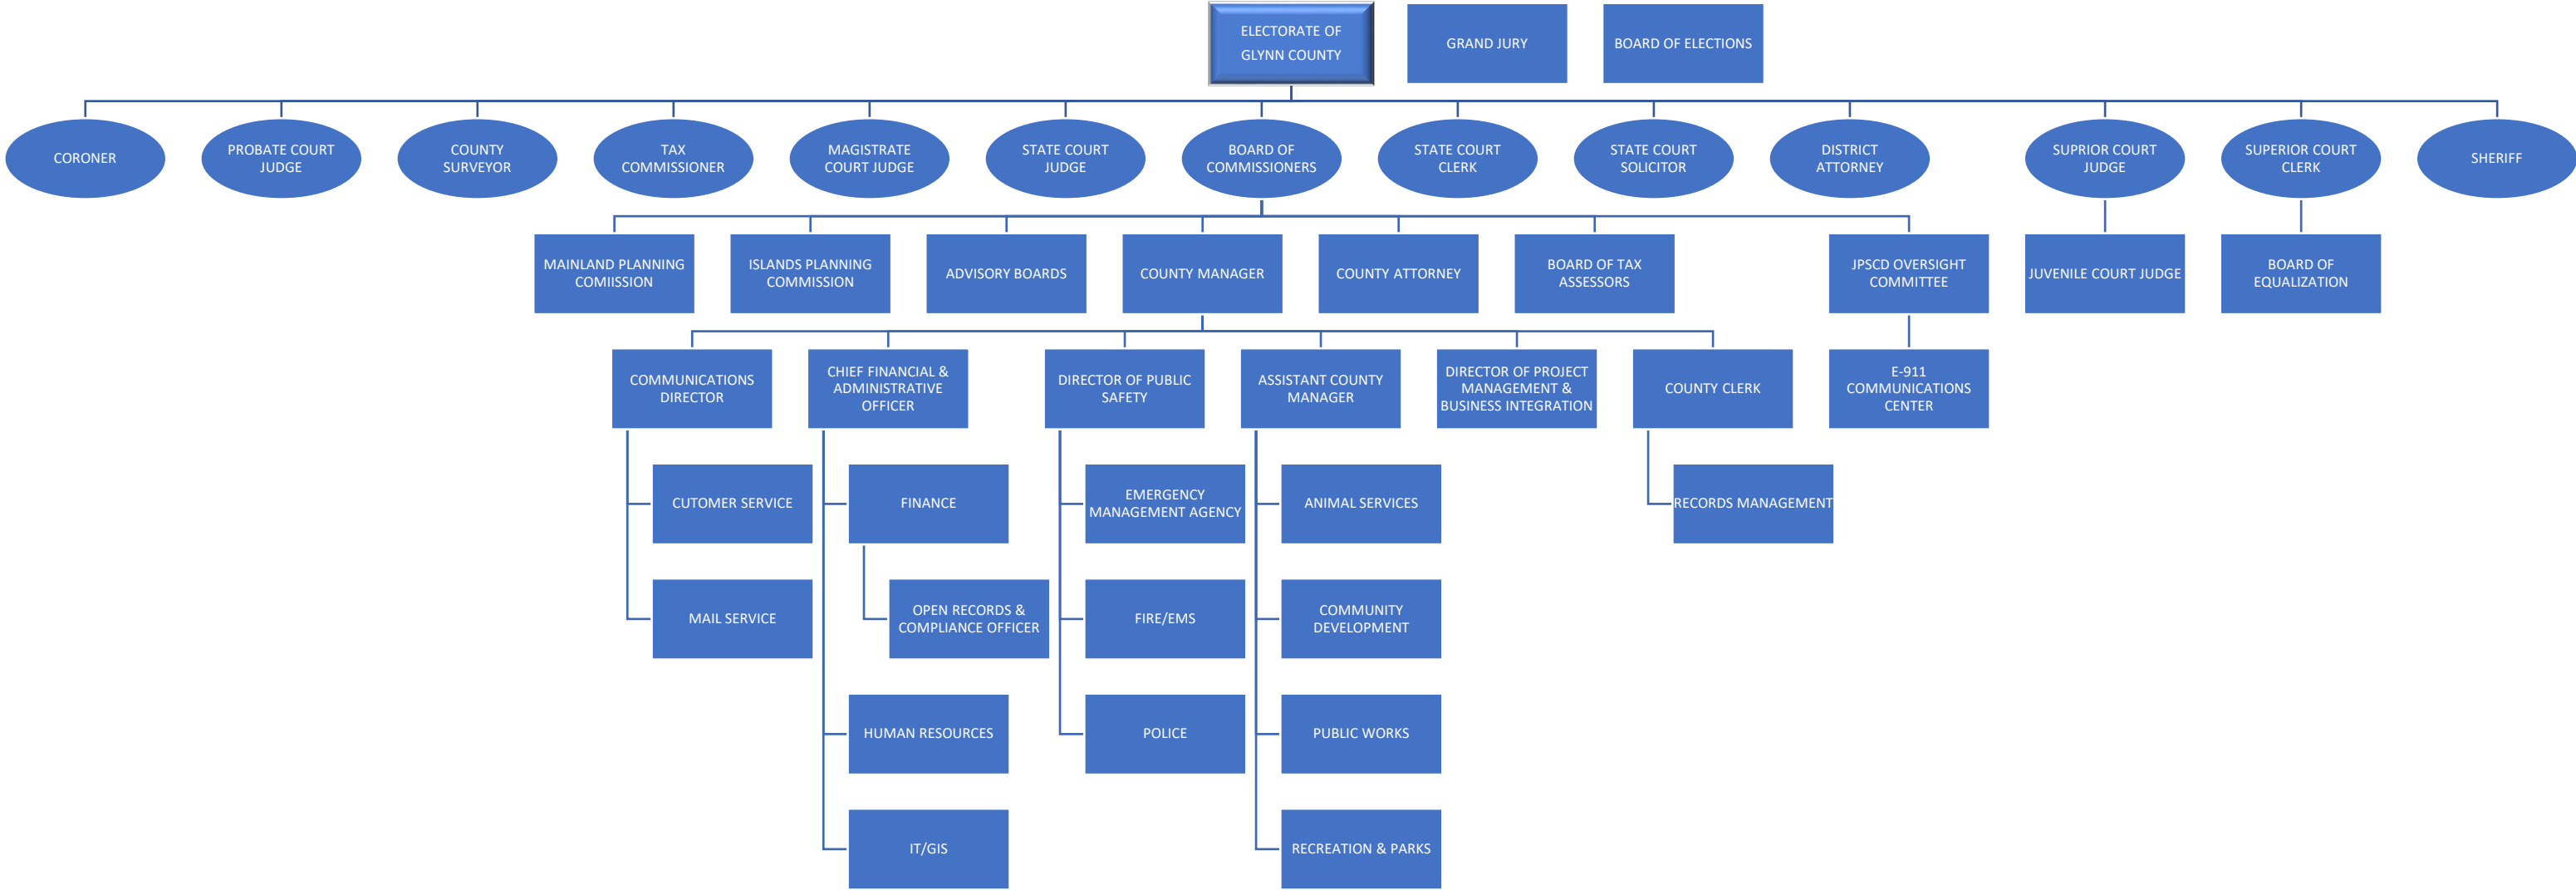 ELECTORATE OF
GLYNN COUNTY
GRAND JURY
BOARD OF ELECTIONS
CORONER
PROBATE COURT
JUDGE
COUNTY
SURVEYOR
TAX
COMMISSIONER
MAGISTRATE
COURT JUDGE
STATE COURT
JUDGE
BOARD OF
COMMISSIONERS
STATE COURT
CLERK
STATE COURT
SOLICITOR
DISTRICT
ATTORNEY
SUPRIOR COURT
JUDGE
SUPERIOR COURT
CLERK
SHERIFF
MAINLAND PLANNING
COMIISSION
ISLANDS PLANNING
COMMISSION
ADVISORY BOARDS
COUNTY MANAGER
COUNTY ATTORNEY
BOARD OF TAX
ASSESSORS
JPSCD OVERSIGHT
COMMITTEE
JUVENILE COURT JUDGE
BOARD OF
EQUALIZATION
COMMUNICATIONS
DIRECTOR
CHIEF FINANCIAL &
ADMINISTRATIVE
OFFICER
DIRECTOR OF PUBLIC
SAFETY
ASSISTANT COUNTY
MANAGER
DIRECTOR OF PROJECT
MANAGEMENT &
BUSINESS INTEGRATION
COUNTY CLERK
E-911
COMMUNICATIONS
CENTER
CUTOMER SERVICE
FINANCE
EMERGENCY
MANAGEMENT AGENCY
ANIMAL SERVICES
RECORDS MANAGEMENT
MAIL SERVICE
OPEN RECORDS &
COMPLIANCE OFFICER
FIRE/EMS
COMMUNITY
DEVELOPMENT
HUMAN RESOURCES
POLICE
PUBLIC WORKS
IT/GIS
RECREATION & PARKS